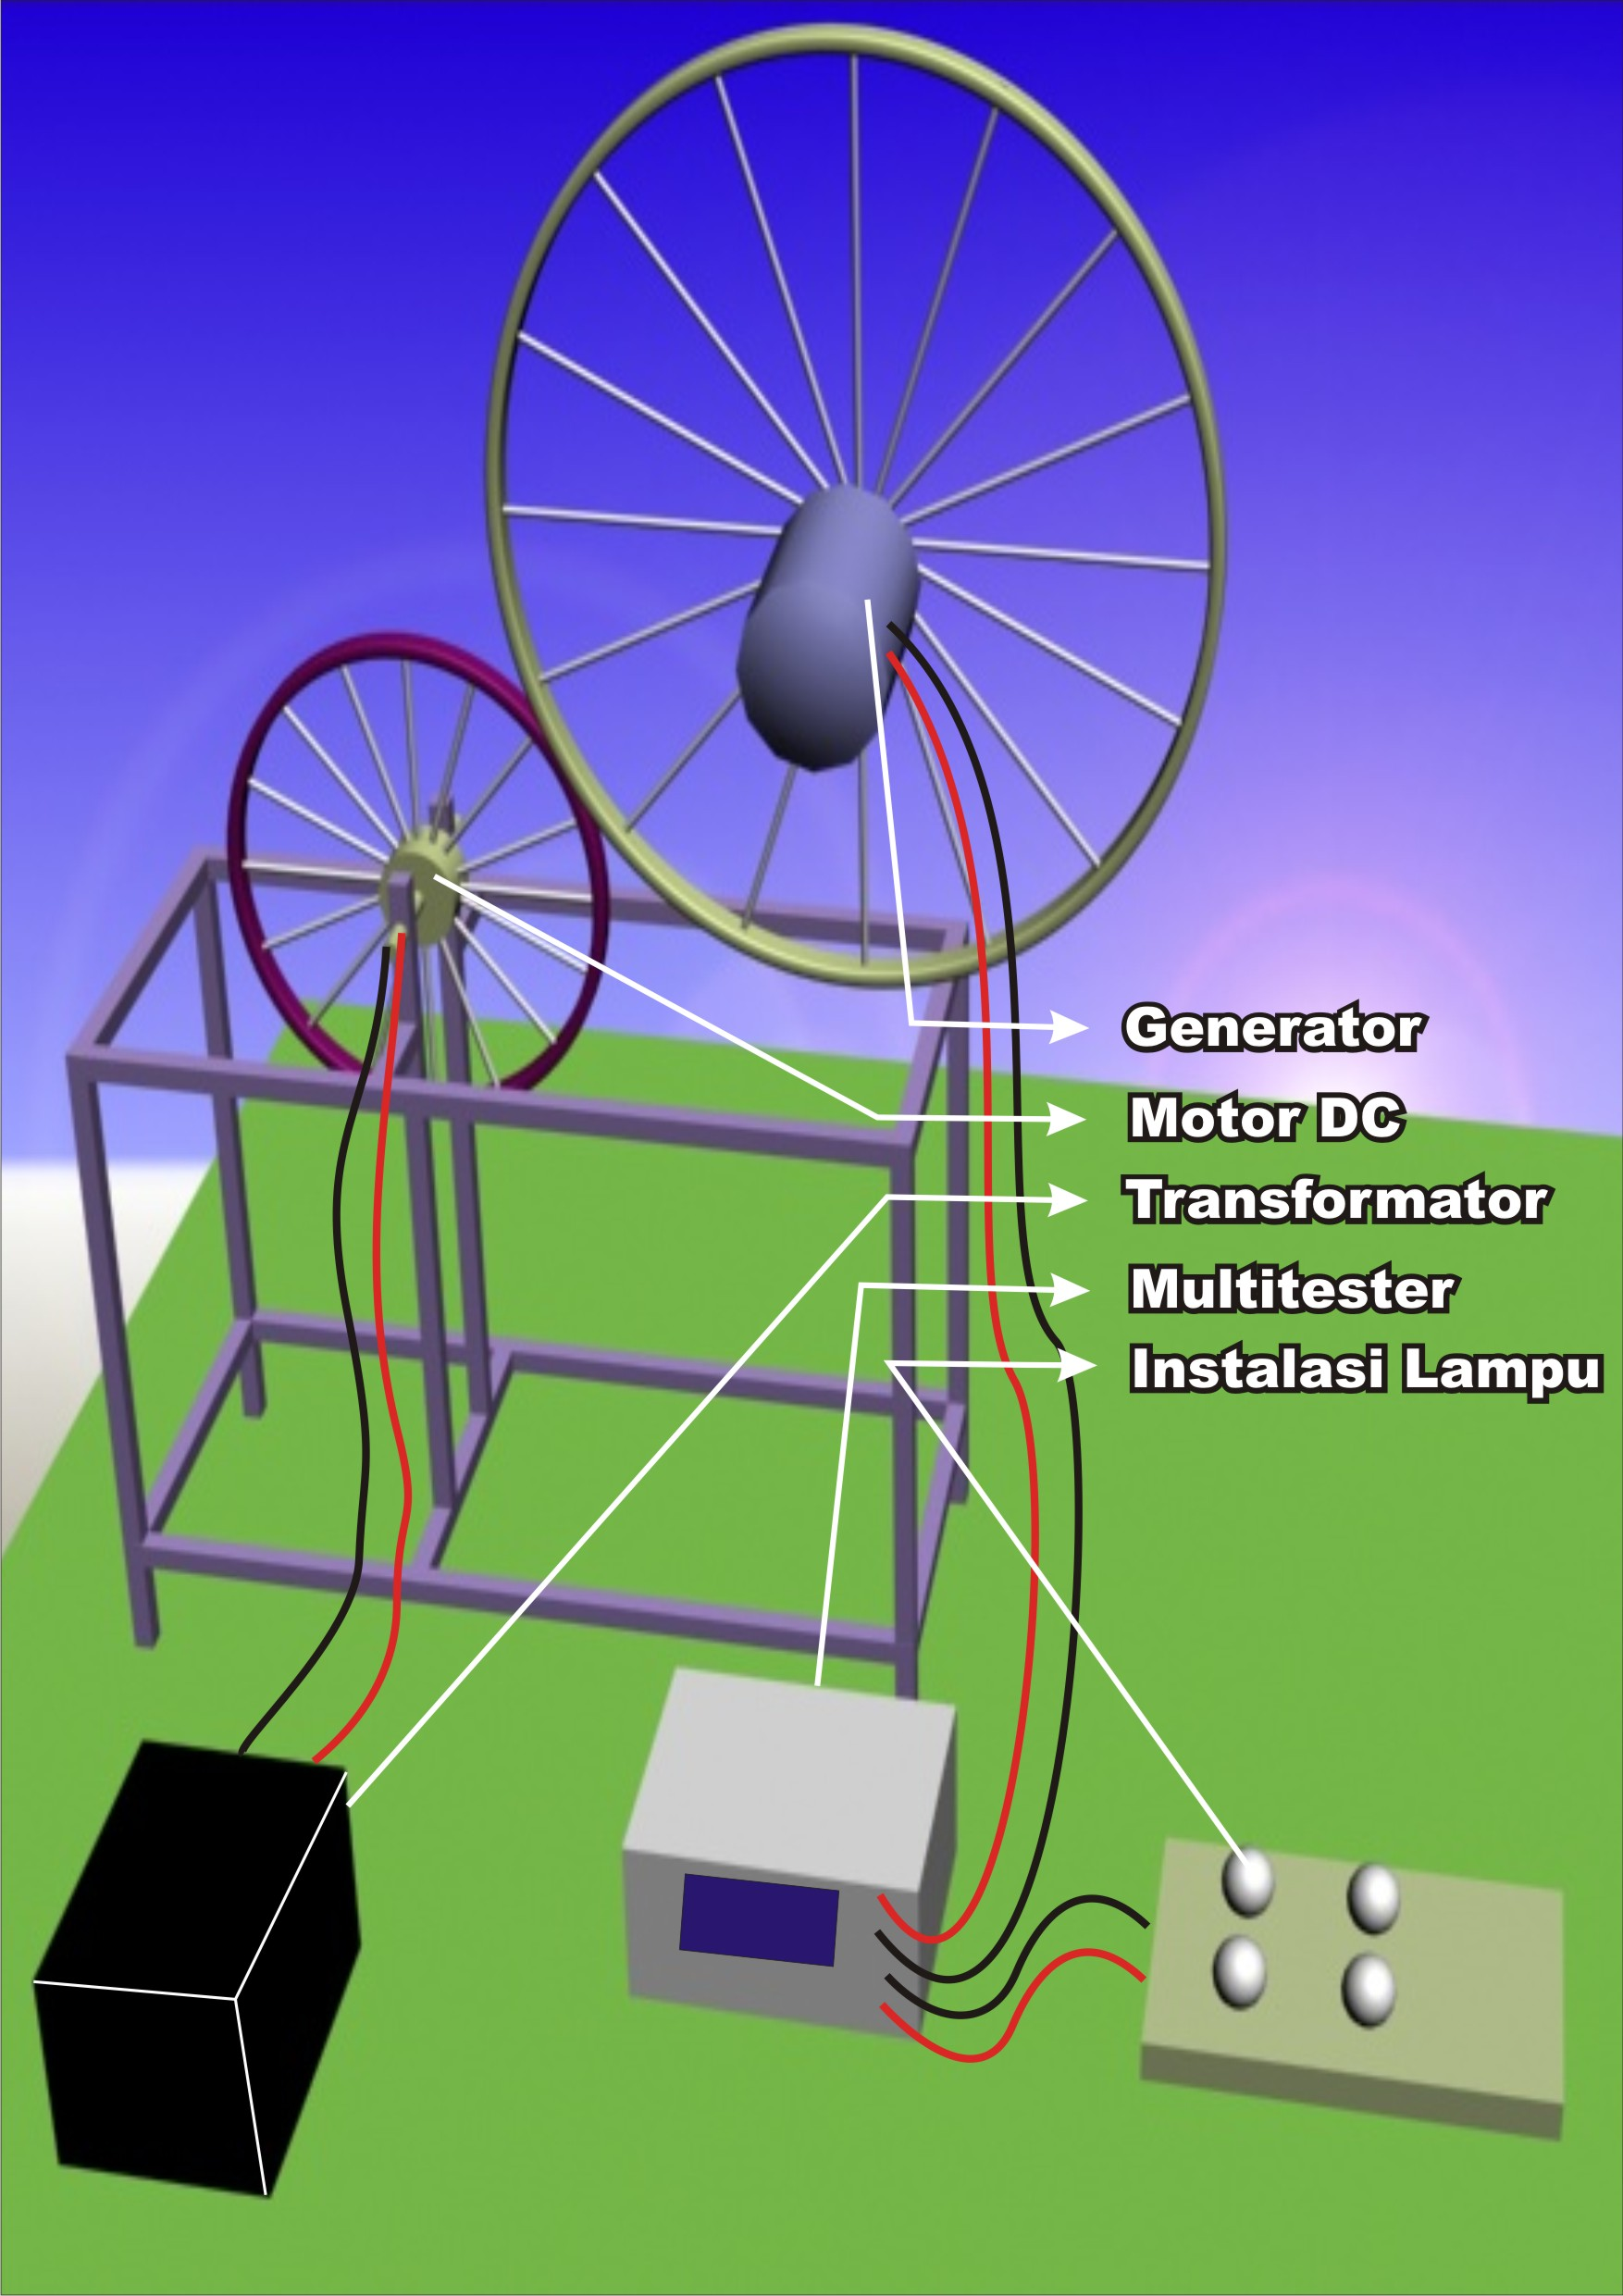 Generator
Motor DC
Transformator
Multitester
Instalasi Lampu